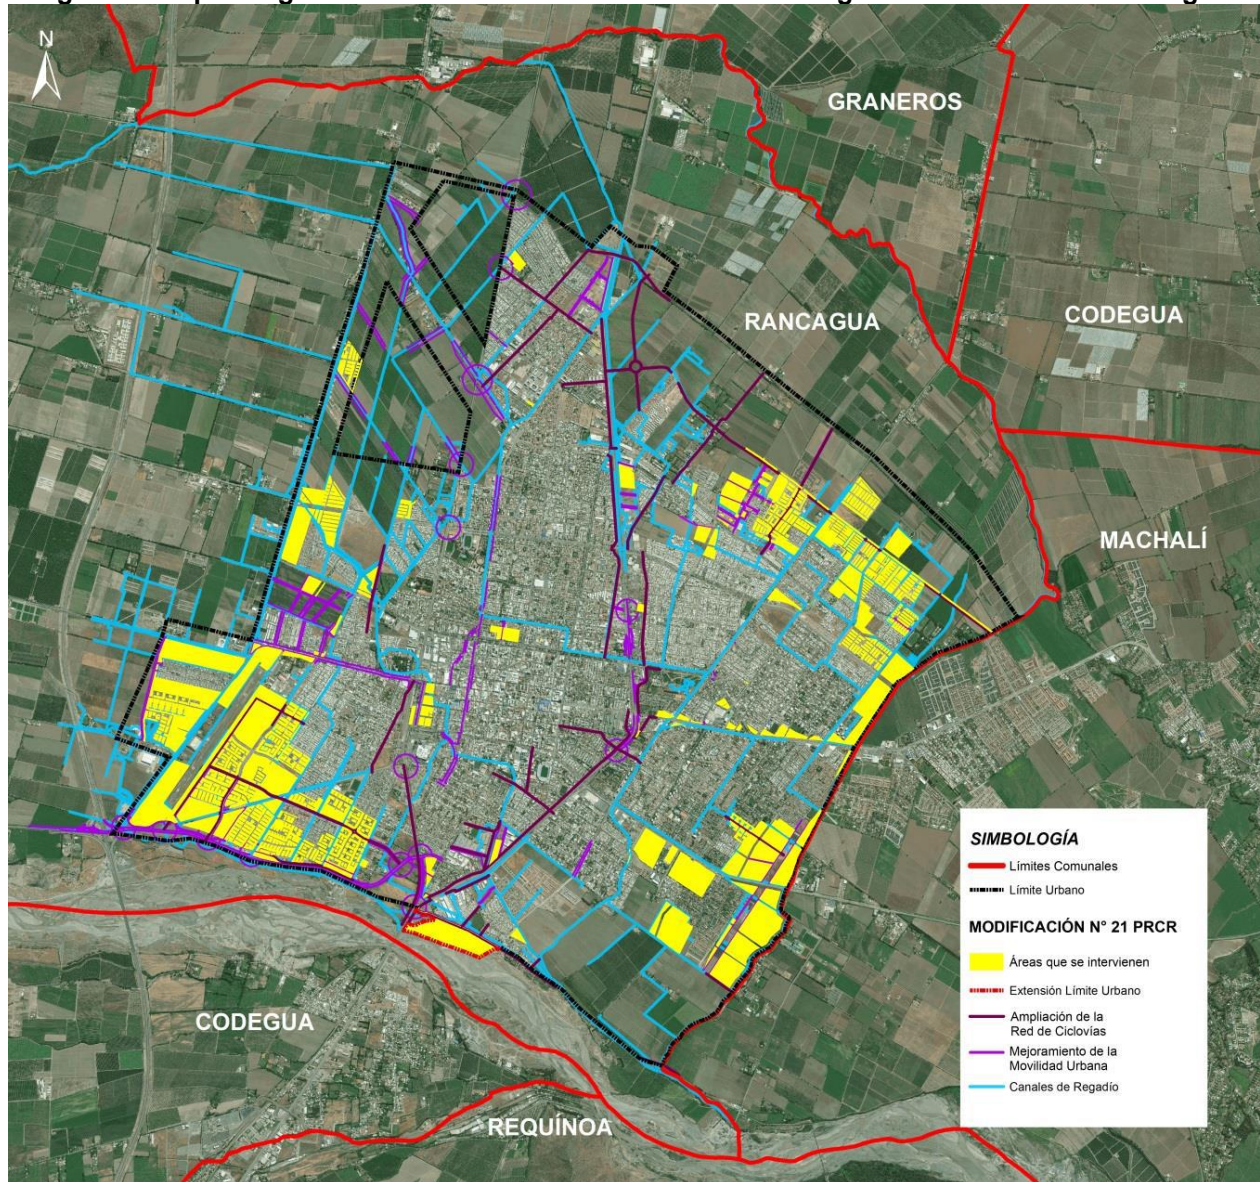 N
GRANEROS
CODEGUA
RANCAGUA
MACHALÍ
SIMBOLOGÍA
Límites Comunales
Límite Urbano
MODIFICACIÓN N° 21 PRCR
Áreas que se intervienen
Extensión Límite Urbano
Ampliación de la
Red de Ciclovías
Mejoramiento de la
Movilidad Urbana
Canales de Regadío
CODEGUA
REQUÍNOA